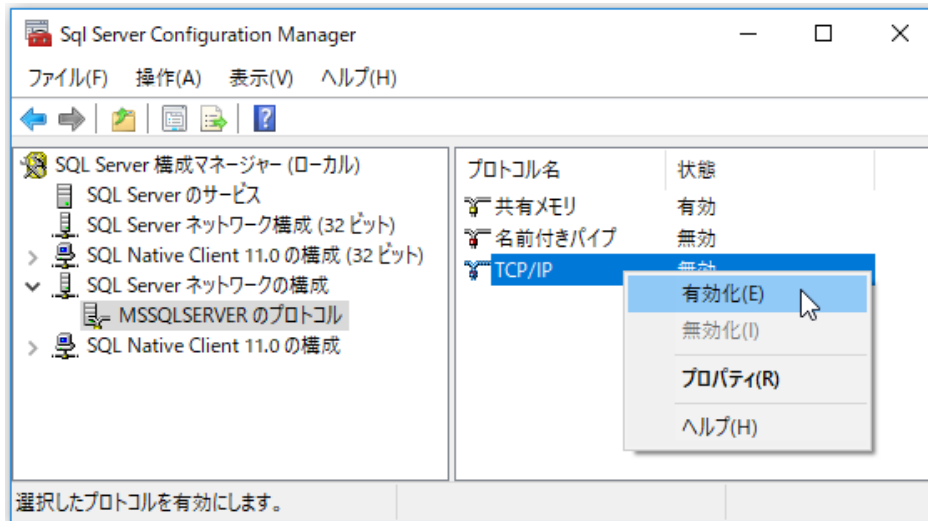 Sql Server Configuration Manager
ファイル(F) 操作(A) 表示(V) ヘルプ(H)
SQL Server 構成マネージャー (ローカル)
SQL Server のサービス
SQL Server ネットワーク構成 (32 ビット)
SQL Native Client 11.0 の構成 (32 ビット)
SQL Server ネットワークの構成
MSSQLSERVER のプロトコル
SQL Native Client 11.0 の構成
プロトコル名 状態
共有メモリ 有効
名前付きパイプ 無効
TCP/IP 無効
有効化(E)
無効化(I)
プロパティ(R)
ヘルプ(H)
選択したプロトコルを有効にします。